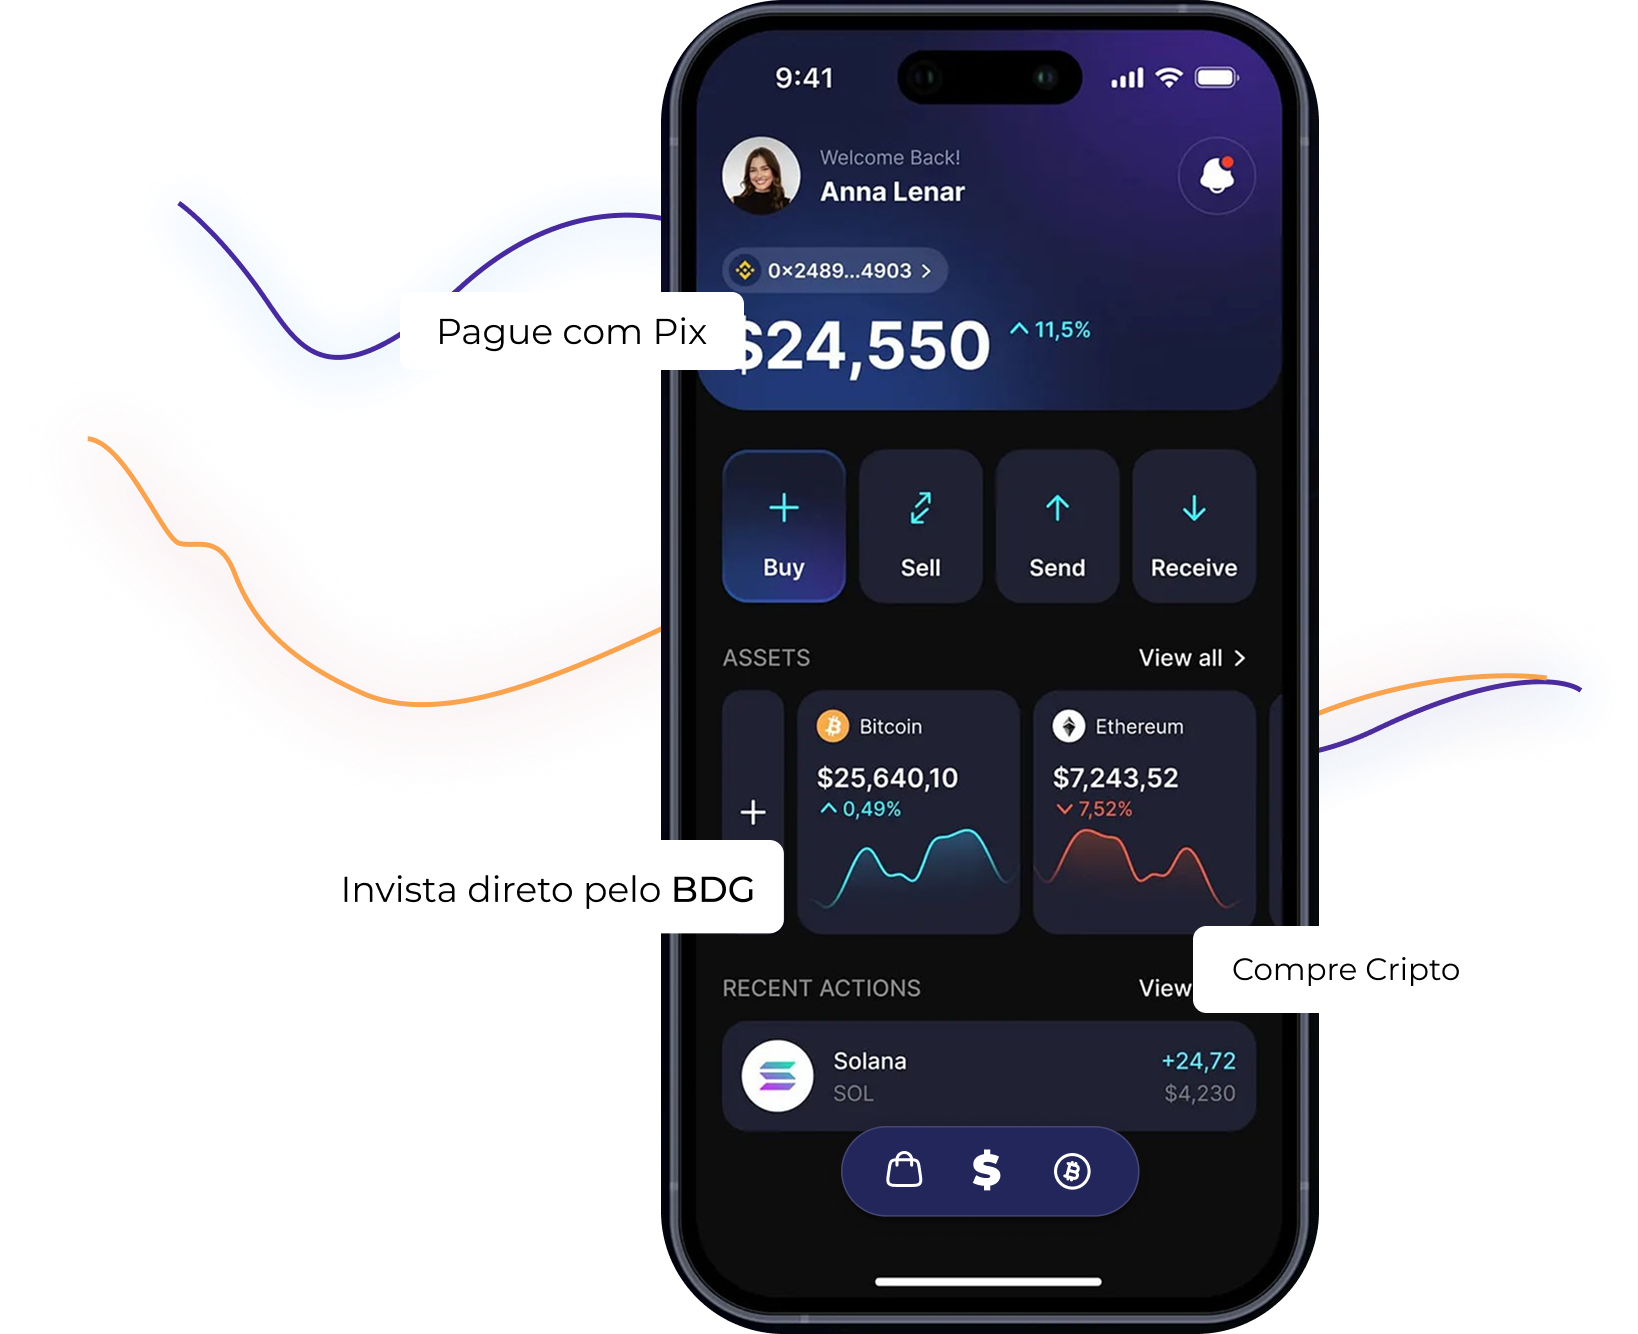 9:41
Welcome Back!
Anna Lenar
0×2489...4903
Pague com Pix
$24,550
11,5%
Buy
Sell
Send
Receive
ASSETS
View all
Bitcoin
Ethereum
$25,640,10
$7,243,52
0,49%
7,52%
Invista direto pelo BDG
RECENT ACTIONS
View
Compre Cripto
Solana
+24,72
SOL
$4,230